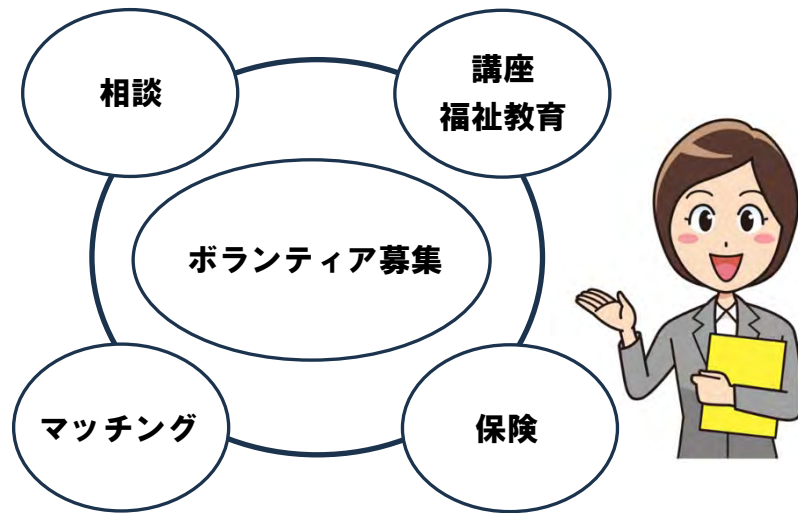 相談
講座
福祉教育
ボランティア募集
マッチング
保険